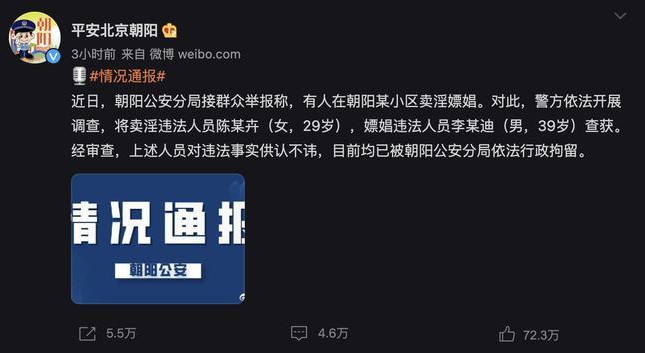 朝阳
平安北京朝阳
3小时前 来自 微博 weibo.com
#情况通报#
近日，朝阳公安分局接群众举报称，有人在朝阳某小区卖淫嫖娼。对此，警方依法开展
调查，将卖淫违法人员陈某卉（女，29岁），嫖娼违法人员李某迪（男，39岁）查获。
经审查，上述人员对违法事实供认不讳，目前均已被朝阳公安分局依法行政拘留。
情况通报
朝阳公安
5.5万 4.6万 72.3万